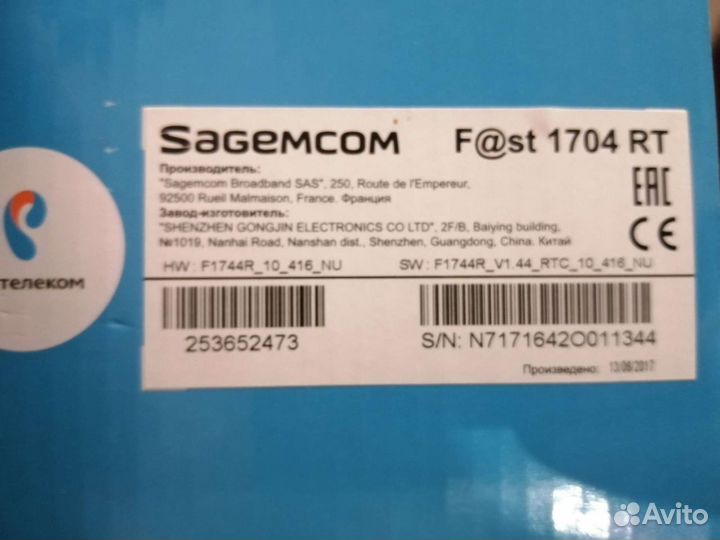 SAGEMCOM F@st 1704 RT
Производитель:
"Sagemcom Broadband SAS", 250, Route de l'Empereur,
92500 Rueil Malmaison, France. Франция
Завод-изготовитель:
"SHENZHEN GONGJIN ELECTRONICS CO LTD", 2F/B, Baiying building,
№1019, Nanhai Road, Nanshan dist., Shenzhen, Guangdong, China. Китай
EAC
CE
HW : F1744R_10_416_NU SW : F1744R_V1.44_RTC_10_416_NU
253652473 S/N: N7171642O011344
Произведено: 13/06/2017
телеком
Avito